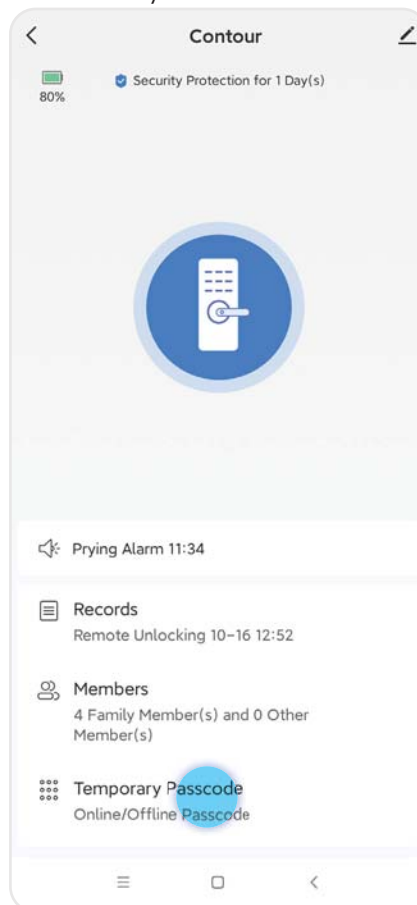 Contour
80%
Security Protection for 1 Day(s)
Prying Alarm 11:34
Records
Remote Unlocking 10-16 12:52
Members
4 Family Member(s) and 0 Other
Member(s)
Temporary Passcode
Online/Offline Passcode